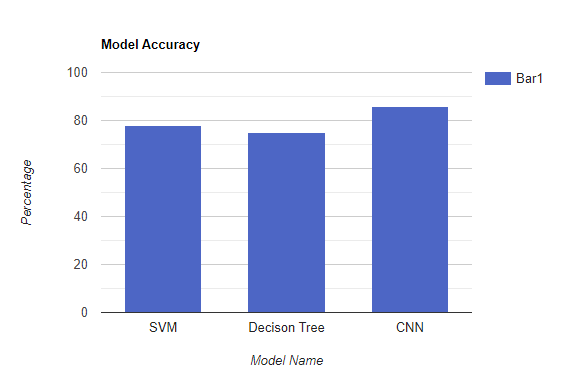 Model Accuracy
100
80
60
40
20
0
Percentage
SVM
Decison Tree
CNN
Model Name
Bar1